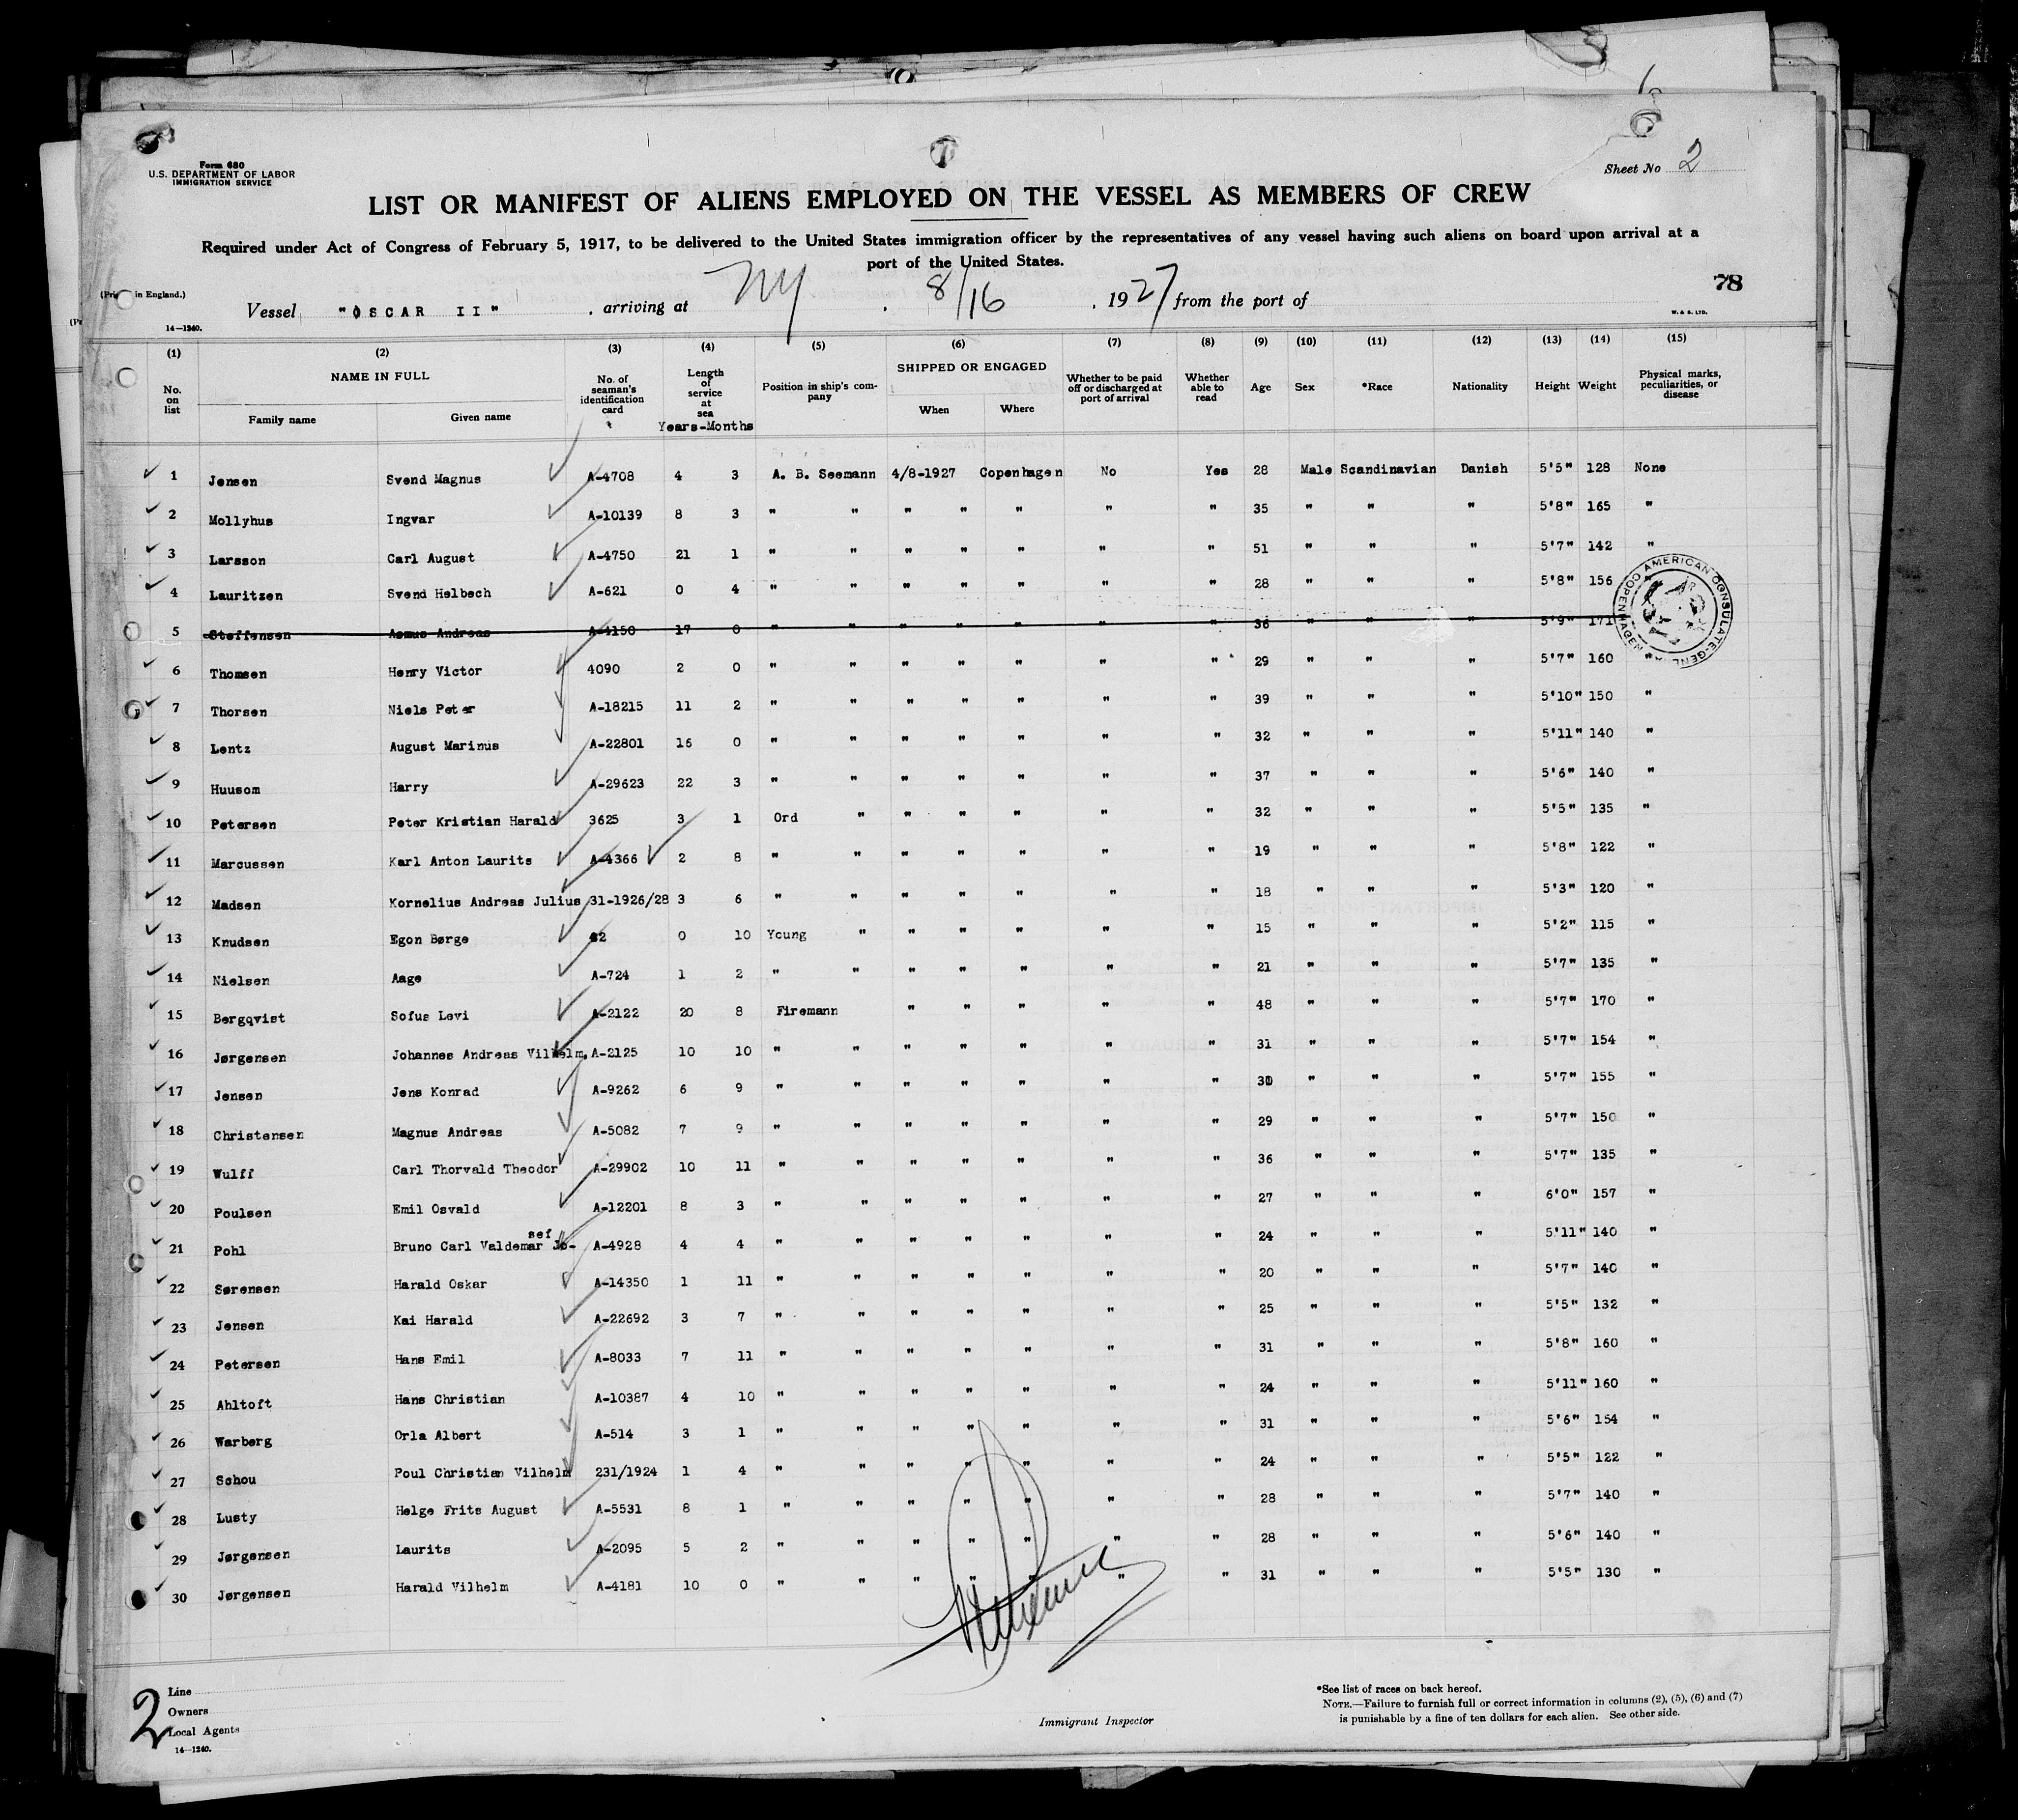 Form 680
U.S. DEPARTMENT OF LABOR
IMMIGRATION SERVICE
Sheet No 2
LIST OR MANIFEST OF ALIENS EMPLOYED ON THE VESSEL AS MEMBERS OF CREW
Required under Act of Congress of February 5, 1917, to be delivered to the United States immigration officer by the representatives of any vessel having such aliens on board upon arrival at a
port of the United States.
78
in England.)
Vessel "OSCAR II" , arriving at NY , 8/16 , 1927 from the port of
14—1240.
W. & S. LTD.
(1) (2) (3) (4) (5) (6) (7) (8) (9) (10) (11) (12) (13) (14) (15)
No. on list NAME IN FULL Family name Given name No. of seaman's identification card Length of service at sea Years-Months Position in ship's company SHIPPED OR ENGAGED When Where Whether to be paid off or discharged at port of arrival Whether able to read Age Sex *Race Nationality Height Weight Physical marks, peculiarities, or disease
1 Jensen Svend Magnus A-4708 4 3 A. B. Seemann 4/8-1927 Copenhagen No Yes 28 Male Scandinavian Danish 5'5" 128 None
2 Mollyhus Ingvar A-10139 8 3 " " " " " " " 35 " " " 5'8" 165 "
3 Larsson Carl August A-4750 21 1 " " " " " " " 51 " " " 5'7" 142 "
4 Lauritzen Svend Helbech A-621 0 4 " " " " " " " 28 " " " 5'8" 156 "
5 Steffensen Asmus Andreas A-4150 17 0 " " " " " " " 36 " " " 5'9" 171
6 Thomsen Henry Victor 4090 2 0 " " " " " " " 29 " " " 5'7" 160 "
7 Thorsen Niels Peter A-18215 11 2 " " " " " " " 39 " " " 5'10" 150 "
8 Lentz August Marinus A-22801 16 0 " " " " " " " 32 " " " 5'11" 140 "
9 Huusom Harry A-29623 22 3 " " " " " " " 37 " " " 5'6" 140 "
10 Petersen Peter Kristian Harald 3625 3 1 Ord " " " " " " 32 " " " 5'5" 135 "
11 Marcussen Karl Anton Laurits A-4366 2 8 " " " " " " " 19 " " " 5'8" 122 "
12 Madsen Kornelius Andreas Julius 31-1926/28 3 6 " " " " " " " 18 " " " 5'3" 120 "
13 Knudsen Egon Børge 0 10 Young " " " " " " 15 " " " 5'2" 115 "
14 Nielsen Aage A-724 1 2 " " " " " " " 21 " " " 5'7" 135 "
15 Bergqvist Sofus Levi A-2122 20 8 Firemann " " " " " 48 " " " 5'7" 170 "
16 Jørgensen Johannes Andreas Vilhelm A-2125 10 10 " " " " " " " 31 " " " 5'7" 154 "
17 Jensen Jens Konrad A-9262 6 9 " " " " " " " 30 " " " 5'7" 155 "
18 Christensen Magnus Andreas A-5082 7 9 " " " " " " " 29 " " " 5'7" 150 "
19 Wulff Carl Thorvald Theodor A-29902 10 11 " " " " " " " 36 " " " 5'7" 135 "
20 Poulsen Emil Osvald A-12201 8 3 " " " " " " " 27 " " " 6'0" 157 "
21 Pohl Bruno Carl Valdemar Jo-sef A-4928 4 4 " " " " " " " 24 " " " 5'11" 140 "
22 Sørensen Harald Oskar A-14350 1 11 " " " " " " " 20 " " " 5'7" 140 "
23 Jensen Kai Harald A-22692 3 7 " " " " " " " 25 " " " 5'5" 132 "
24 Petersen Hans Emil A-8033 7 11 " " " " " " " 31 " " " 5'8" 160 "
25 Ahltoft Hans Christian A-10387 4 10 " " " " " " " 24 " " " 5'11" 160 "
26 Warberg Orla Albert A-514 3 1 " " " " " " " 31 " " " 5'6" 154 "
27 Schou Poul Christian Vilhelm 231/1924 1 4 " " " " " " " 24 " " " 5'5" 122 "
28 Lusty Helge Frits August A-5531 8 1 " " " " " " " 28 " " " 5'7" 140 "
29 Jørgensen Laurits A-2095 5 2 " " " " " " " 28 " " " 5'6" 140 "
30 Jørgensen Harald Vilhelm A-4181 10 0 " " " " " " " 31 " " " 5'5" 130 "
AMERICAN CONSULATE-GENERAL COPENHAGEN
2
Line
Owners
Local Agents
14—1240.
Immigrant Inspector
*See list of races on back hereof.
NOTE.—Failure to furnish full or correct information in columns (2), (5), (6) and (7)
is punishable by a fine of ten dollars for each alien. See other side.